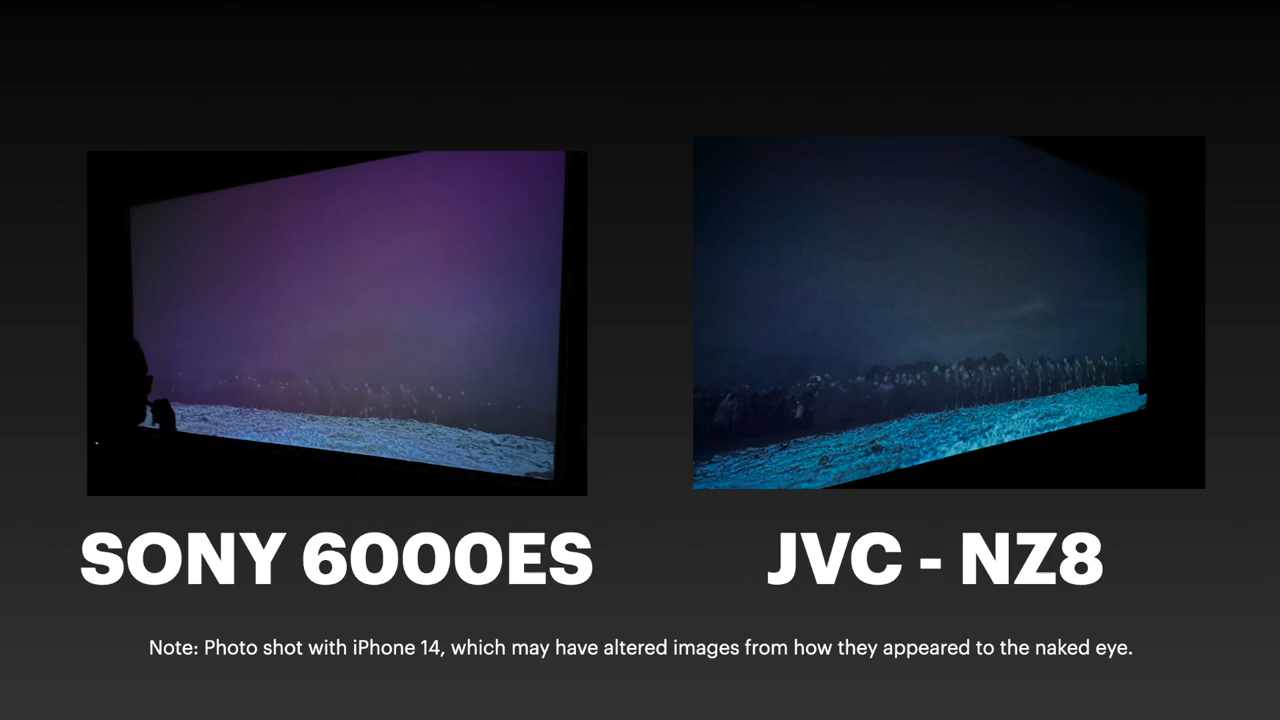 SONY 6000ES
JVC - NZ8
Note: Photo shot with iPhone 14, which may have altered images from how they appeared to the naked eye.